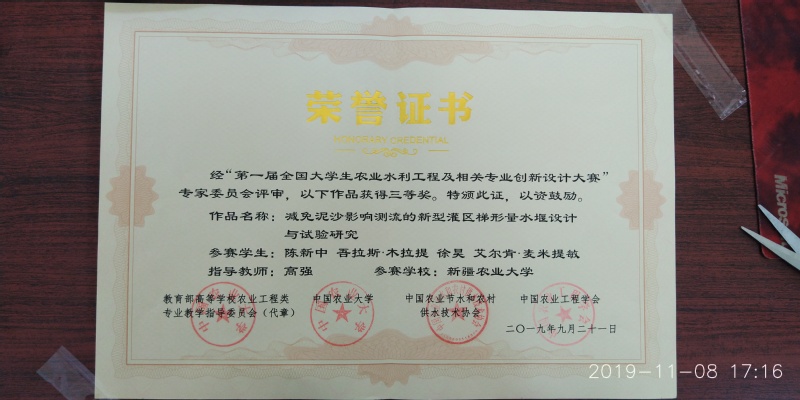 荣誉证书
HONORARY CREDENTIAL
经“第一届全国大学生农业水利工程及相关专业创新设计大赛”
专家委员会评审，以下作品获得三等奖。特颁此证，以资鼓励。
作品名称：减免泥沙影响测流的新型灌区梯形量水堰设计
与试验研究
参赛学生：陈新中 吾拉斯·木拉提 徐昊 艾尔肯·麦米提敏
指导教师：高强 参赛学校：新疆农业大学
教育部高等学校农业工程类 中国农业大学 中国农业节水和农村 中国农业工程学会
专业教学指导委员会（代章） 供水技术协会
二〇一九年九月二十一日
2019-11-08 17:16